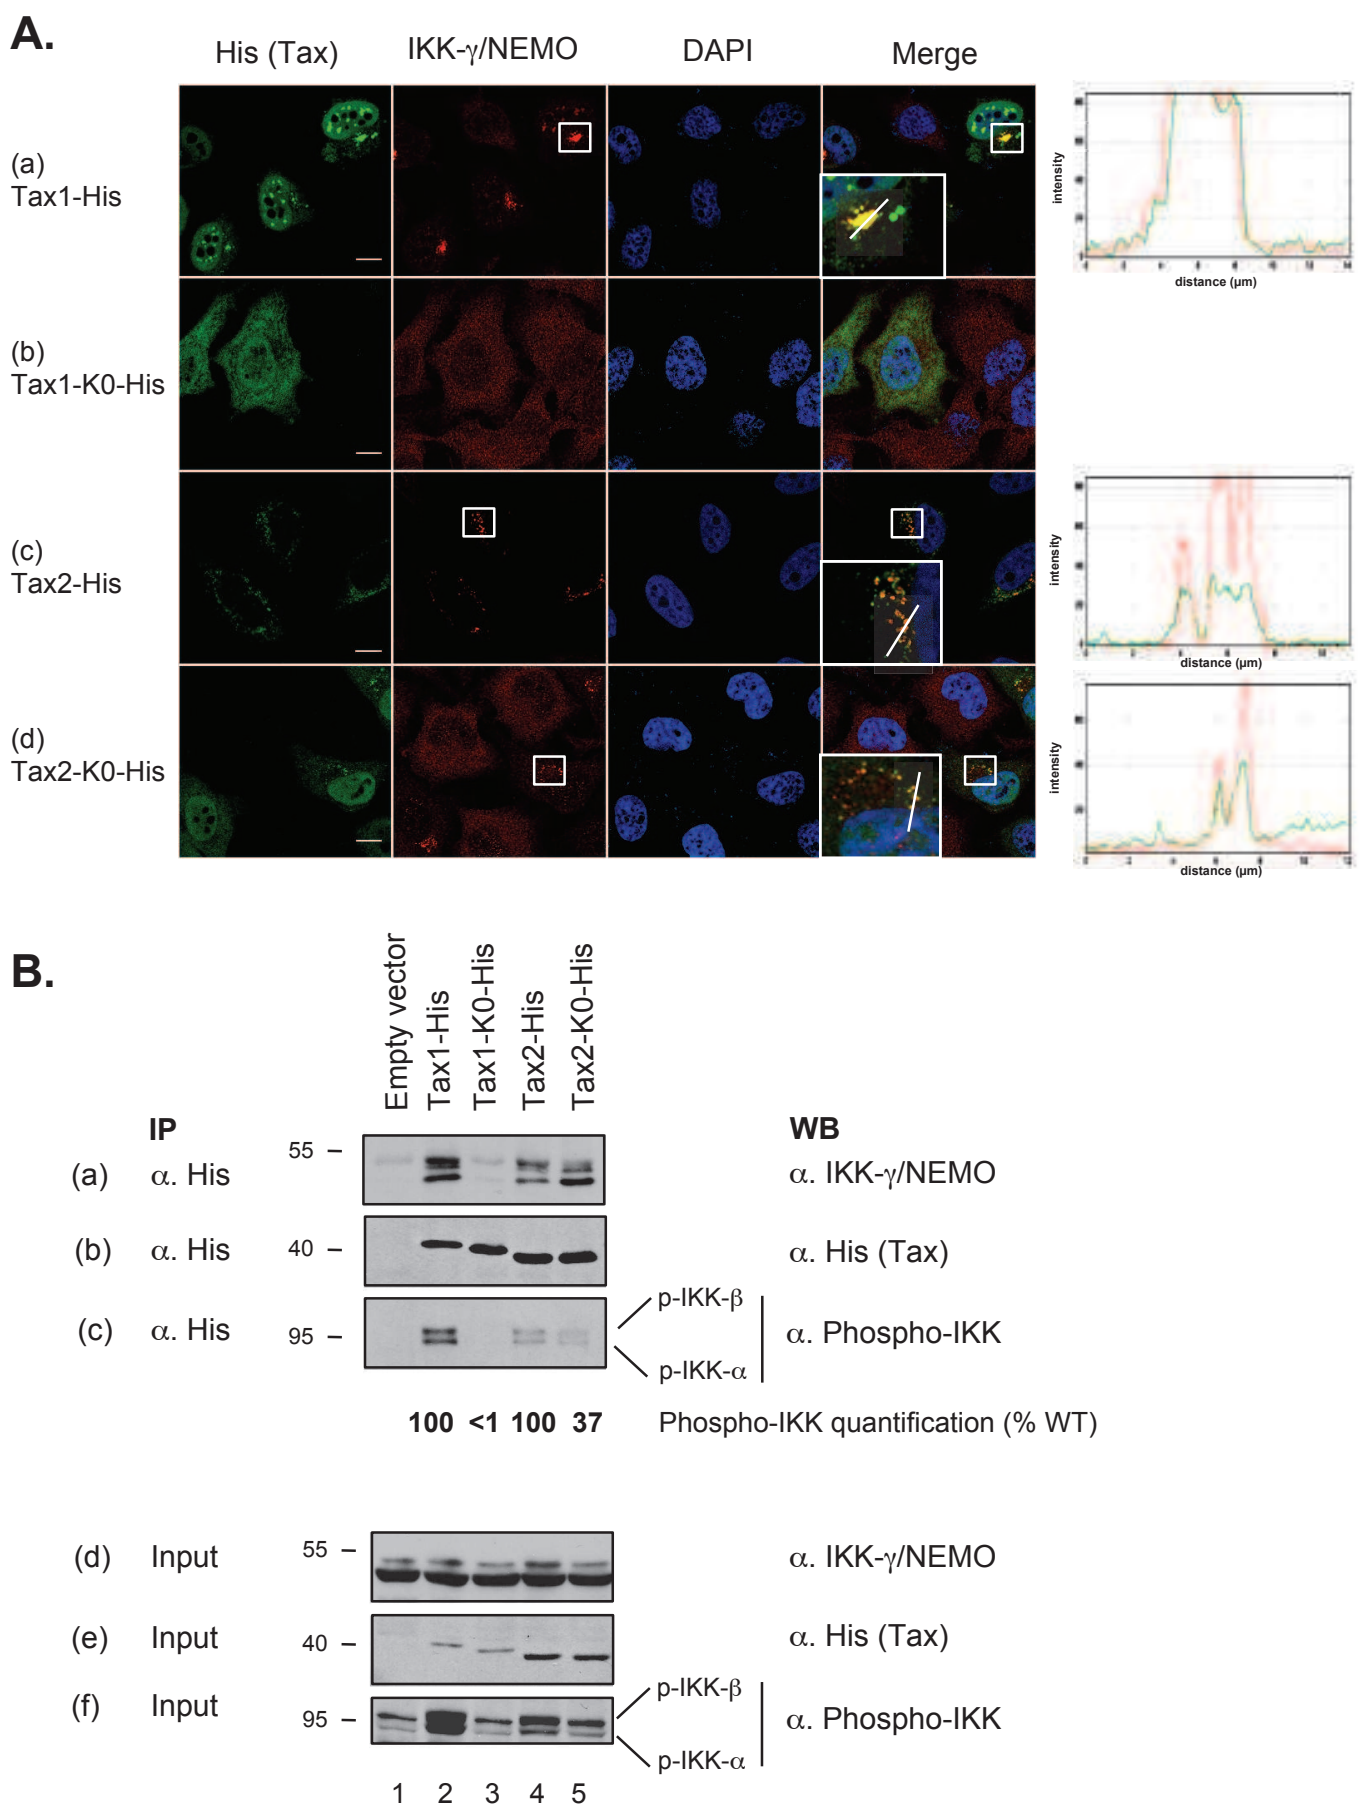 A.
His (Tax) IKK-γ/NEMO DAPI Merge
(a)
Tax1-His
intensity
distance (µm)
(b)
Tax1-K0-His
(c)
Tax2-His
intensity
distance (µm)
(d)
Tax2-K0-His
intensity
distance (µm)
B.
Empty vector
Tax1-His
Tax1-K0-His
Tax2-His
Tax2-K0-His
IP WB
(a) α. His 55 – α. IKK-γ/NEMO
(b) α. His 40 – α. His (Tax)
p-IKK-β
(c) α. His 95 – α. Phospho-IKK
p-IKK-α
100 <1 100 37 Phospho-IKK quantification (% WT)
(d) Input 55 – α. IKK-γ/NEMO
(e) Input 40 – α. His (Tax)
p-IKK-β
(f) Input 95 – α. Phospho-IKK
p-IKK-α
1 2 3 4 5